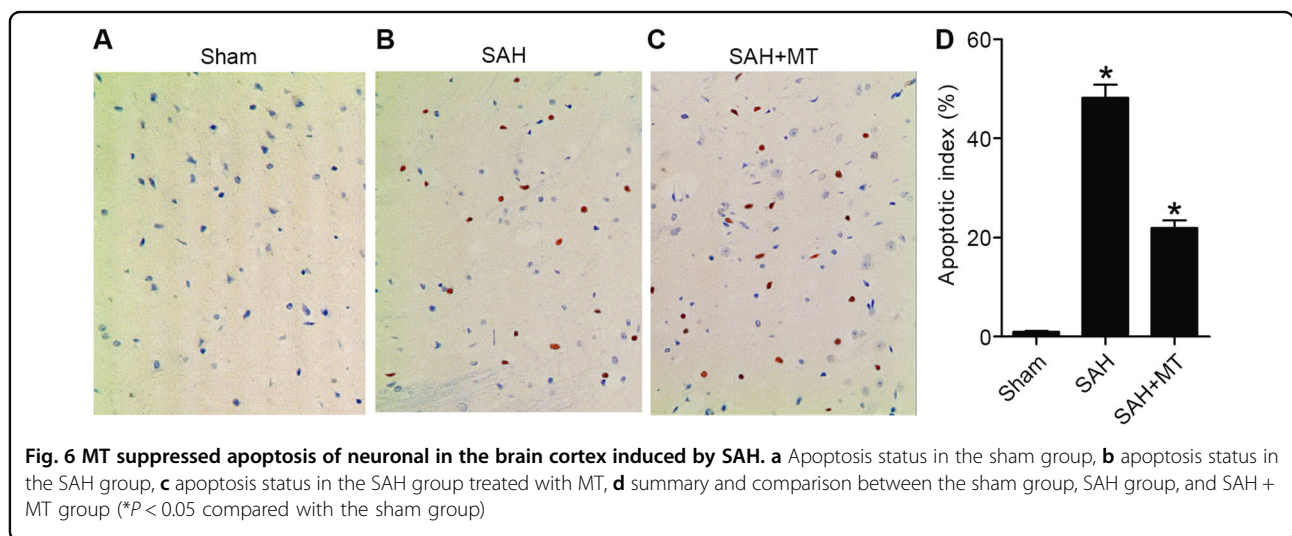 A
Sham
B
SAH
C
SAH+MT
D
Apoptotic index (%)
60
40
20
0
*
*
Sham
SAH
SAH+MT
Fig. 6 MT suppressed apoptosis of neuronal in the brain cortex induced by SAH. a Apoptosis status in the sham group, b apoptosis status in
the SAH group, c apoptosis status in the SAH group treated with MT, d summary and comparison between the sham group, SAH group, and SAH +
MT group (*P < 0.05 compared with the sham group)